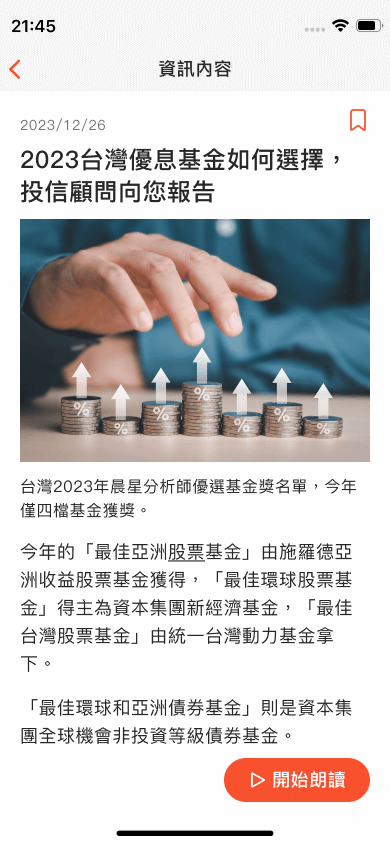 21:45
資訊內容
2023/12/26
2023台灣優息基金如何選擇，
投信顧問向您報告
% % % % % % %
台灣2023年晨星分析師優選基金獎名單，今年
僅四檔基金獲獎。
今年的「最佳亞洲股票基金」由施羅德亞
洲收益股票基金獲得，「最佳環球股票基
金」得主為資本集團新經濟基金，「最佳
台灣股票基金」由統一台灣動力基金拿
下。
「最佳環球和亞洲債券基金」則是資本集
團全球機會非投資等級債券基金。
開始朗讀